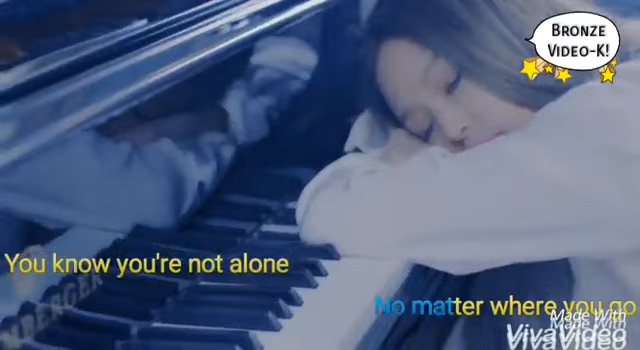 BRONZE
VIDEO-K!
You know you're not alone
No matter where you go
Made With
VivaVideo